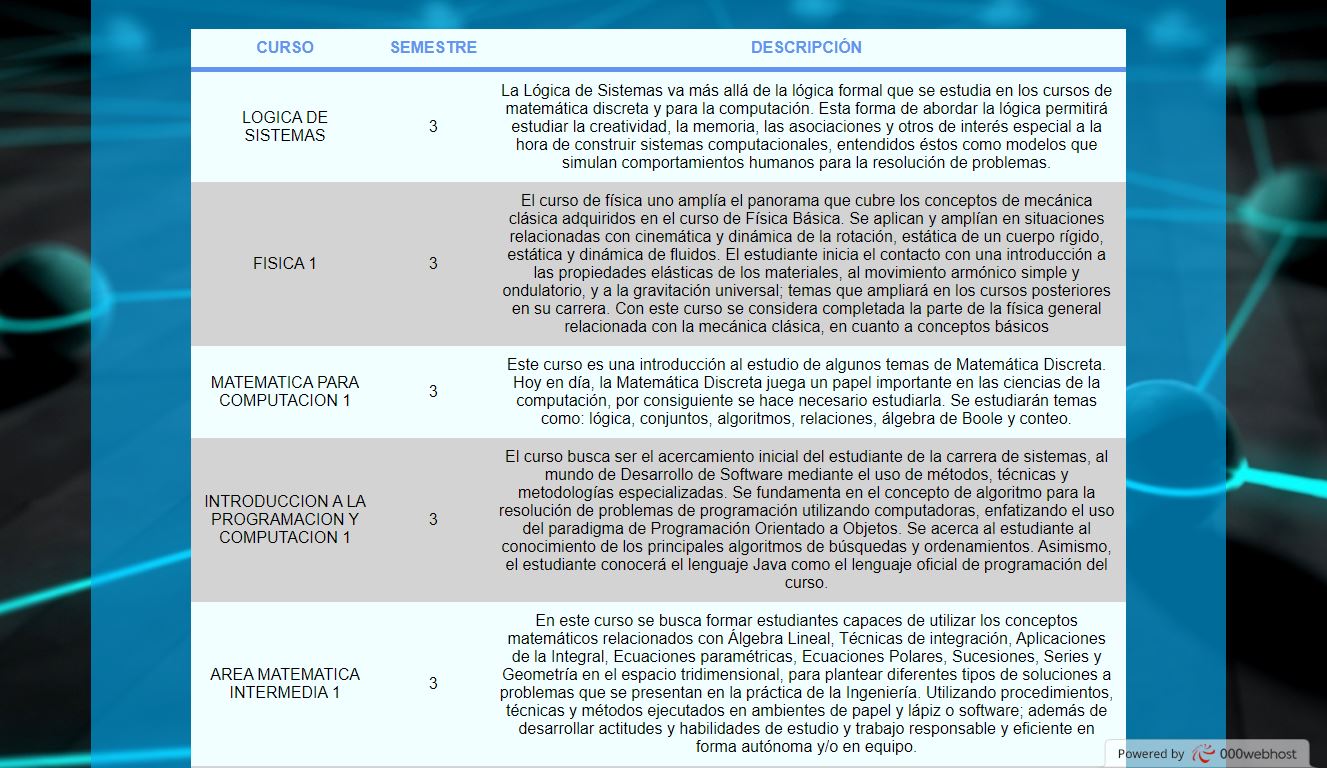 CURSO SEMESTRE DESCRIPCIÓN
LOGICA DE
SISTEMAS
3
La Lógica de Sistemas va más allá de la lógica formal que se estudia en los cursos de
matemática discreta y para la computación. Esta forma de abordar la lógica permitirá
estudiar la creatividad, la memoria, las asociaciones y otros de interés especial a la
hora de construir sistemas computacionales, entendidos éstos como modelos que
simulan comportamientos humanos para la resolución de problemas.
FISICA 1
3
El curso de física uno amplía el panorama que cubre los conceptos de mecánica
clásica adquiridos en el curso de Física Básica. Se aplican y amplían en situaciones
relacionadas con cinemática y dinámica de la rotación, estática de un cuerpo rígido,
estática y dinámica de fluidos. El estudiante inicia el contacto con una introducción a
las propiedades elásticas de los materiales, al movimiento armónico simple y
ondulatorio, y a la gravitación universal; temas que ampliará en los cursos posteriores
en su carrera. Con este curso se considera completada la parte de la física general
relacionada con la mecánica clásica, en cuanto a conceptos básicos
MATEMATICA PARA
COMPUTACION 1
3
Este curso es una introducción al estudio de algunos temas de Matemática Discreta.
Hoy en día, la Matemática Discreta juega un papel importante en las ciencias de la
computación, por consiguiente se hace necesario estudiarla. Se estudiarán temas
como: lógica, conjuntos, algoritmos, relaciones, álgebra de Boole y conteo.
INTRODUCCION A LA
PROGRAMACION Y
COMPUTACION 1
3
El curso busca ser el acercamiento inicial del estudiante de la carrera de sistemas, al
mundo de Desarrollo de Software mediante el uso de métodos, técnicas y
metodologías especializadas. Se fundamenta en el concepto de algoritmo para la
resolución de problemas de programación utilizando computadoras, enfatizando el uso
del paradigma de Programación Orientado a Objetos. Se acerca al estudiante al
conocimiento de los principales algoritmos de búsquedas y ordenamientos. Asimismo,
el estudiante conocerá el lenguaje Java como el lenguaje oficial de programación del
curso.
AREA MATEMATICA
INTERMEDIA 1
3
En este curso se busca formar estudiantes capaces de utilizar los conceptos
matemáticos relacionados con Álgebra Lineal, Técnicas de integración, Aplicaciones
de la Integral, Ecuaciones paramétricas, Ecuaciones Polares, Sucesiones, Series y
Geometría en el espacio tridimensional, para plantear diferentes tipos de soluciones a
problemas que se presentan en la práctica de la Ingeniería. Utilizando procedimientos,
técnicas y métodos ejecutados en ambientes de papel y lápiz o software; además de
desarrollar actitudes y habilidades de estudio y trabajo responsable y eficiente en
forma autónoma y/o en equipo.
Powered by 000webhost